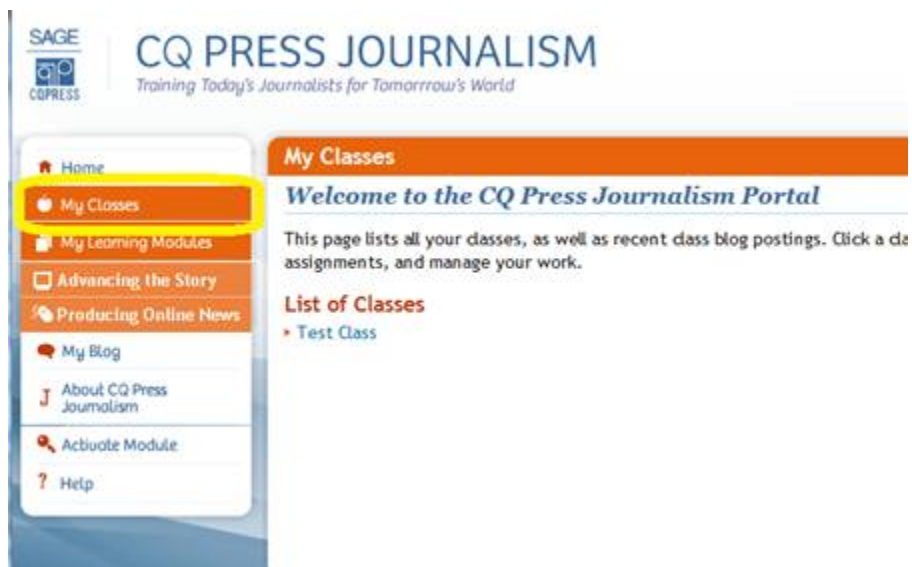 SAGE
CQPRESS
CQ PRESS JOURNALISM
Training Today's Journalists for Tomorrrow's World
Home
My Classes
My Learning Modules
Advancing the Story
Producing Online News
My Blog
About CQ Press
Journalism
Activate Module
Help
My Classes
Welcome to the CQ Press Journalism Portal
This page lists all your classes, as well as recent class blog postings. Click a cla
assignments, and manage your work.
List of Classes
Test Class